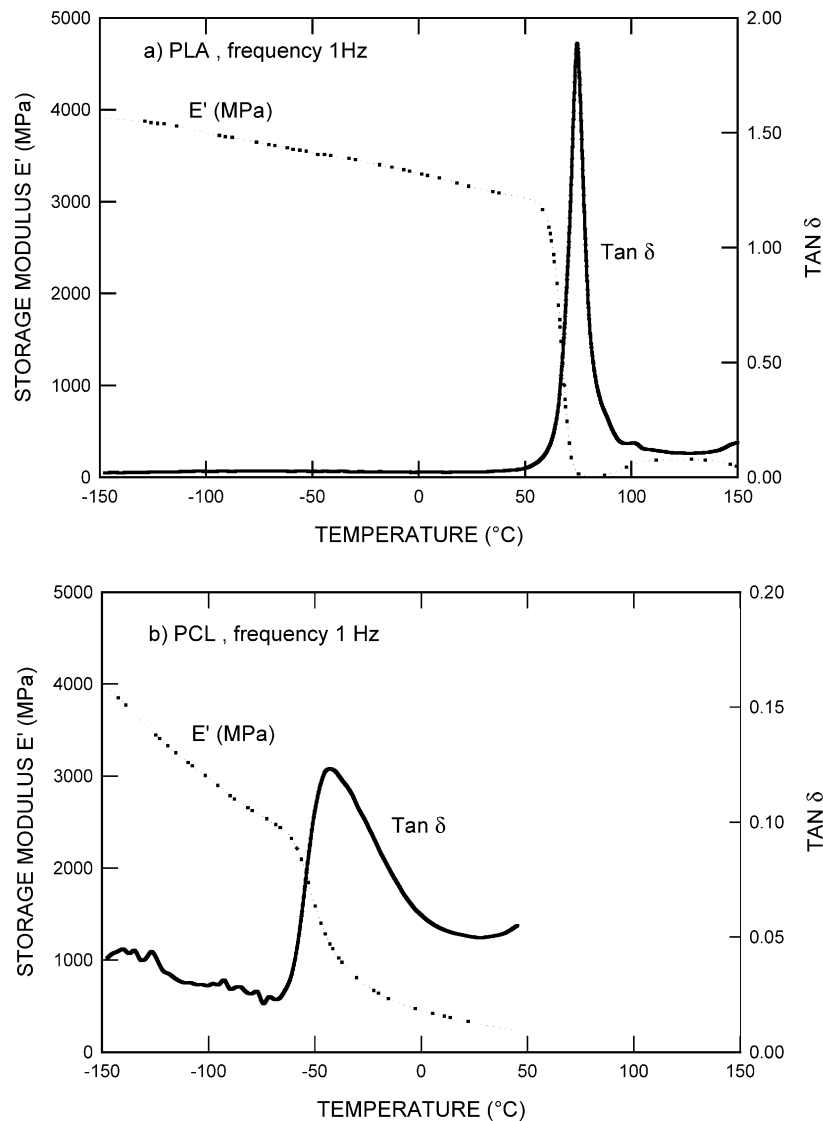 a) PLA , frequency 1Hz
E' (MPa)
Tan δ
STORAGE MODULUS E' (MPa)
5000
4000
3000
2000
1000
0
2.00
1.50
1.00
0.50
0.00
TAN δ
-150 -100 -50 0 50 100 150
TEMPERATURE (°C)
b) PCL , frequency 1 Hz
E' (MPa)
Tan δ
STORAGE MODULUS E' (MPa)
5000
4000
3000
2000
1000
0
0.20
0.15
0.10
0.05
0.00
TAN δ
-150 -100 -50 0 50 100 150
TEMPERATURE (°C)